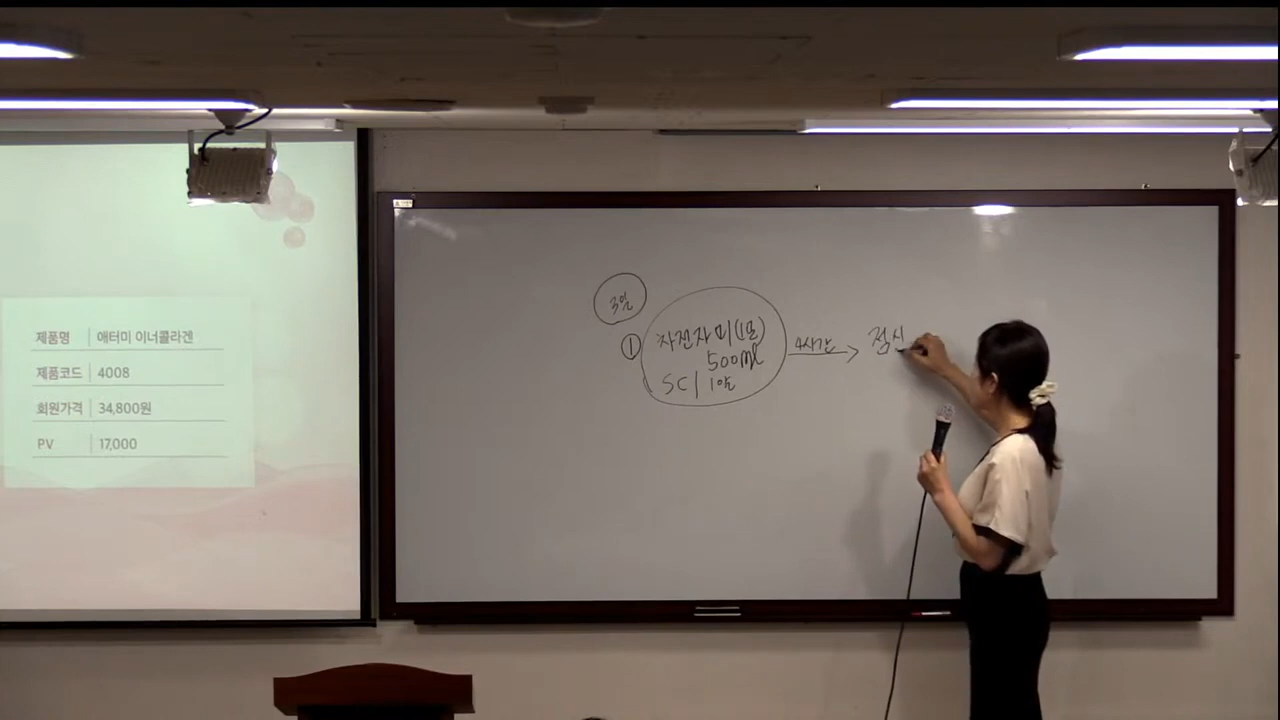 제품명 애터미 이너콜라겐
제품코드 4008
회원가격 34,800원
PV 17,000
3일
①
차전자피(1포)
500ml
SC/1알
4시간
점심